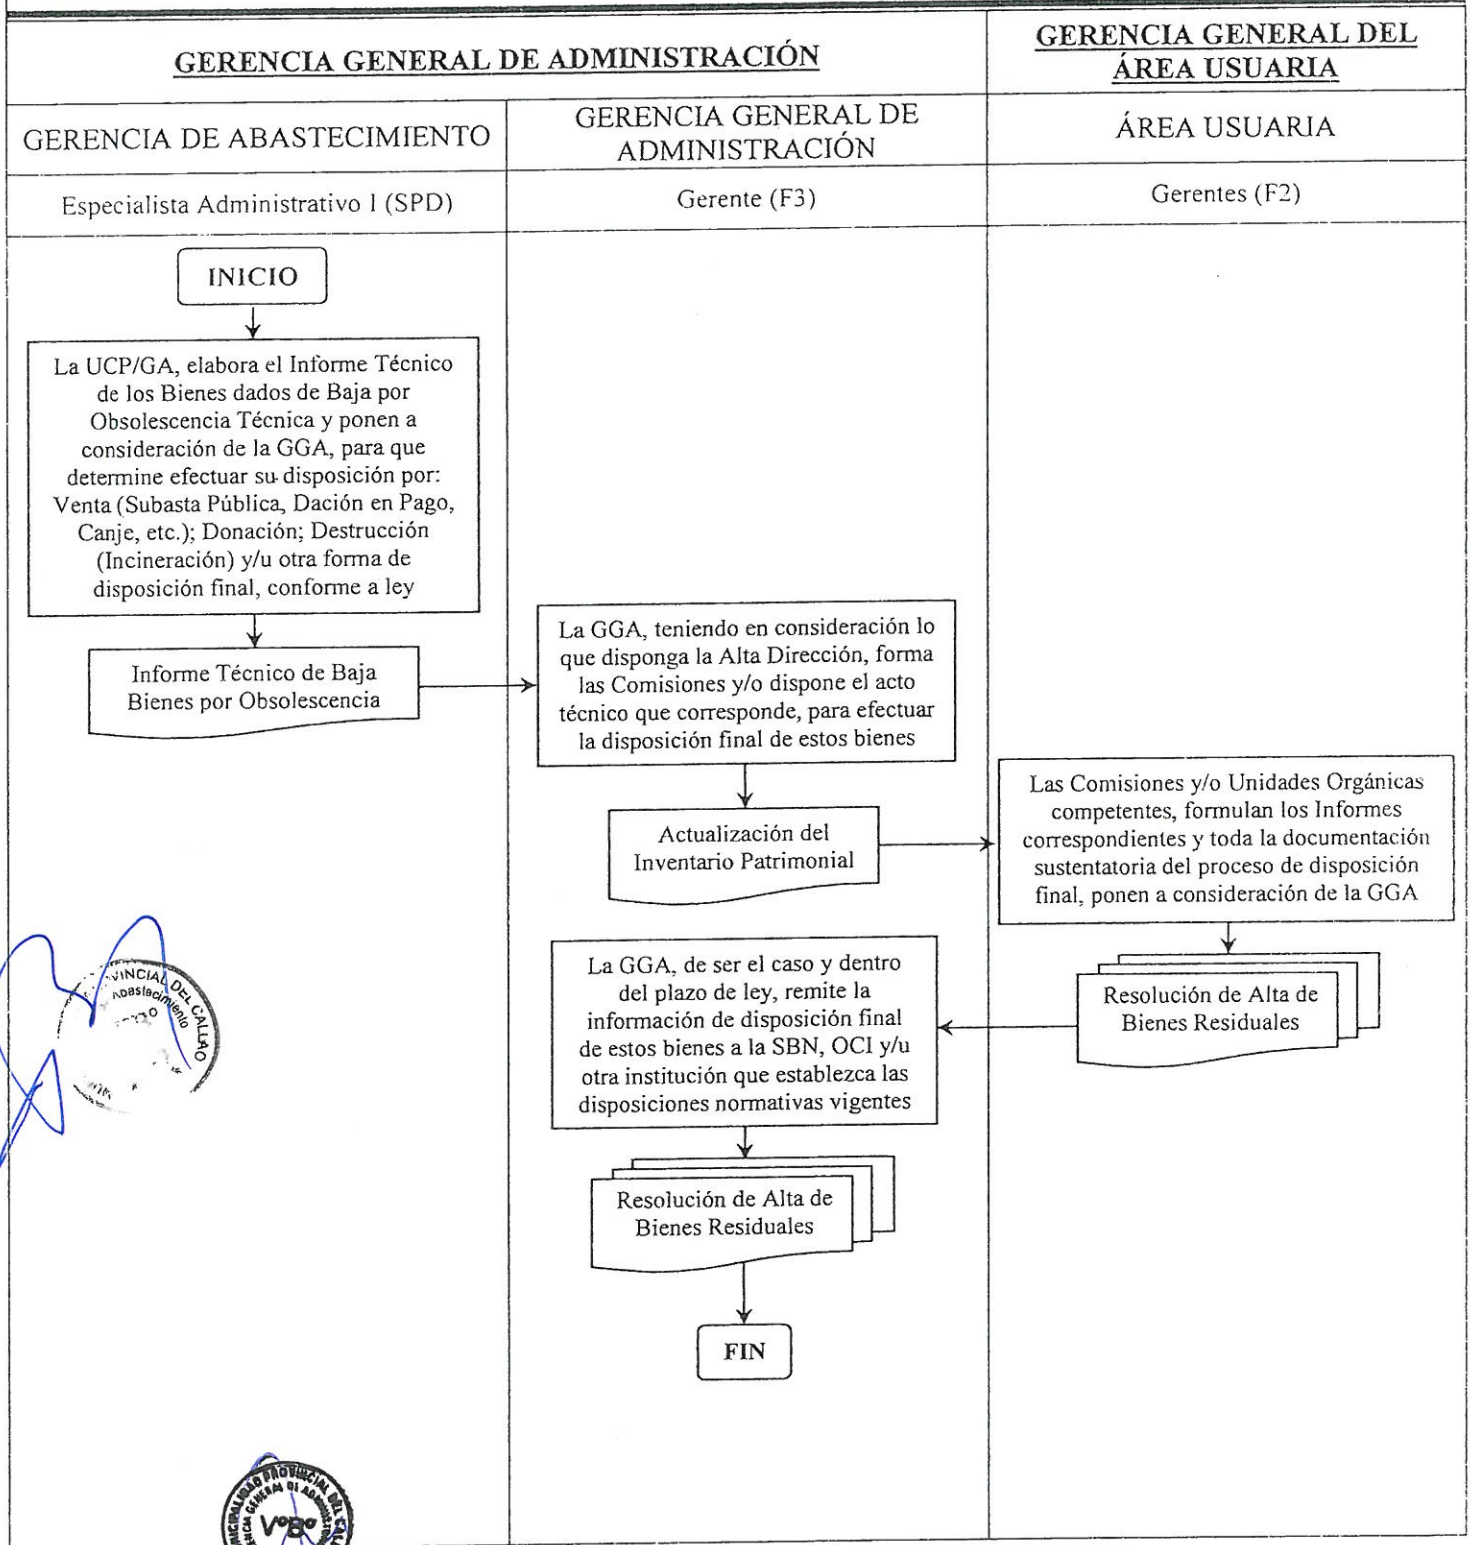 GERENCIA GENERAL DE ADMINISTRACIÓN
GERENCIA GENERAL DEL
ÁREA USUARIA
GERENCIA DE ABASTECIMIENTO
GERENCIA GENERAL DE
ADMINISTRACIÓN
ÁREA USUARIA
Especialista Administrativo I (SPD)
Gerente (F3)
Gerentes (F2)
INICIO
La UCP/GA, elabora el Informe Técnico
de los Bienes dados de Baja por
Obsolescencia Técnica y ponen a
consideración de la GGA, para que
determine efectuar su disposición por:
Venta (Subasta Pública, Dación en Pago,
Canje, etc.); Donación; Destrucción
(Incineración) y/u otra forma de
disposición final, conforme a ley
Informe Técnico de Baja
Bienes por Obsolescencia
La GGA, teniendo en consideración lo
que disponga la Alta Dirección, forma
las Comisiones y/o dispone el acto
técnico que corresponde, para efectuar
la disposición final de estos bienes
Actualización del
Inventario Patrimonial
Las Comisiones y/o Unidades Orgánicas
competentes, formulan los Informes
correspondientes y toda la documentación
sustentatoria del proceso de disposición
final, ponen a consideración de la GGA
Resolución de Alta de
Bienes Residuales
La GGA, de ser el caso y dentro
del plazo de ley, remite la
información de disposición final
de estos bienes a la SBN, OCI y/u
otra institución que establezca las
disposiciones normativas vigentes
Resolución de Alta de
Bienes Residuales
FIN
VINCIAL DEL CALLAO
Abastecimiento
PROVINCIAL DEL
GENERAL DE
VºBº